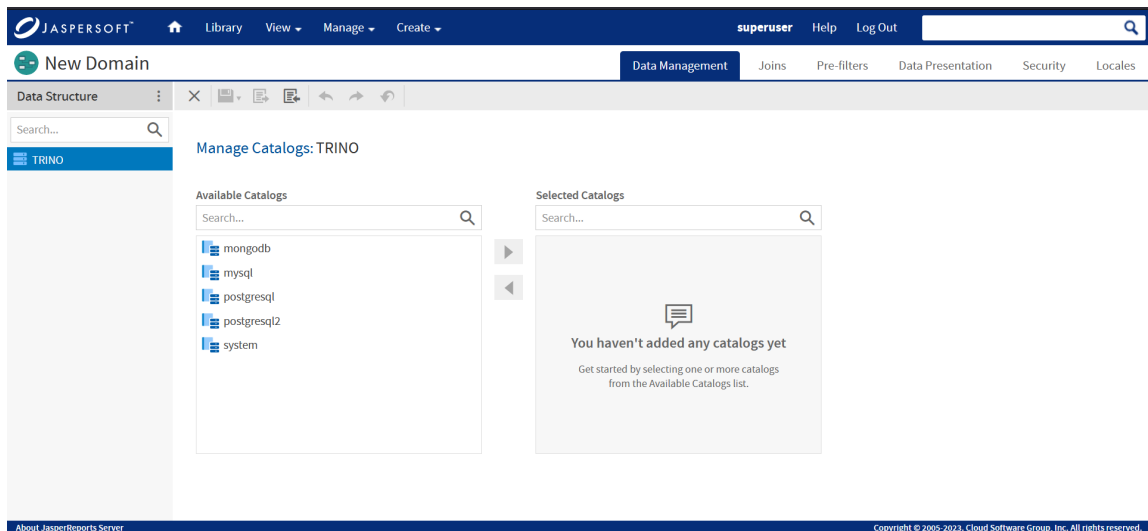 JASPERSOFT™ Library View Manage Create superuser Help Log Out
New Domain Data Management Joins Pre-filters Data Presentation Security Locales
Data Structure
Search...
TRINO
Manage Catalogs: TRINO
Available Catalogs
Search...
mongodb
mysql
postgresql
postgresql2
system
Selected Catalogs
Search...
You haven't added any catalogs yet
Get started by selecting one or more catalogs
from the Available Catalogs list.
About JasperReports Server Copyright © 2005-2023, Cloud Software Group, Inc. All rights reserved.